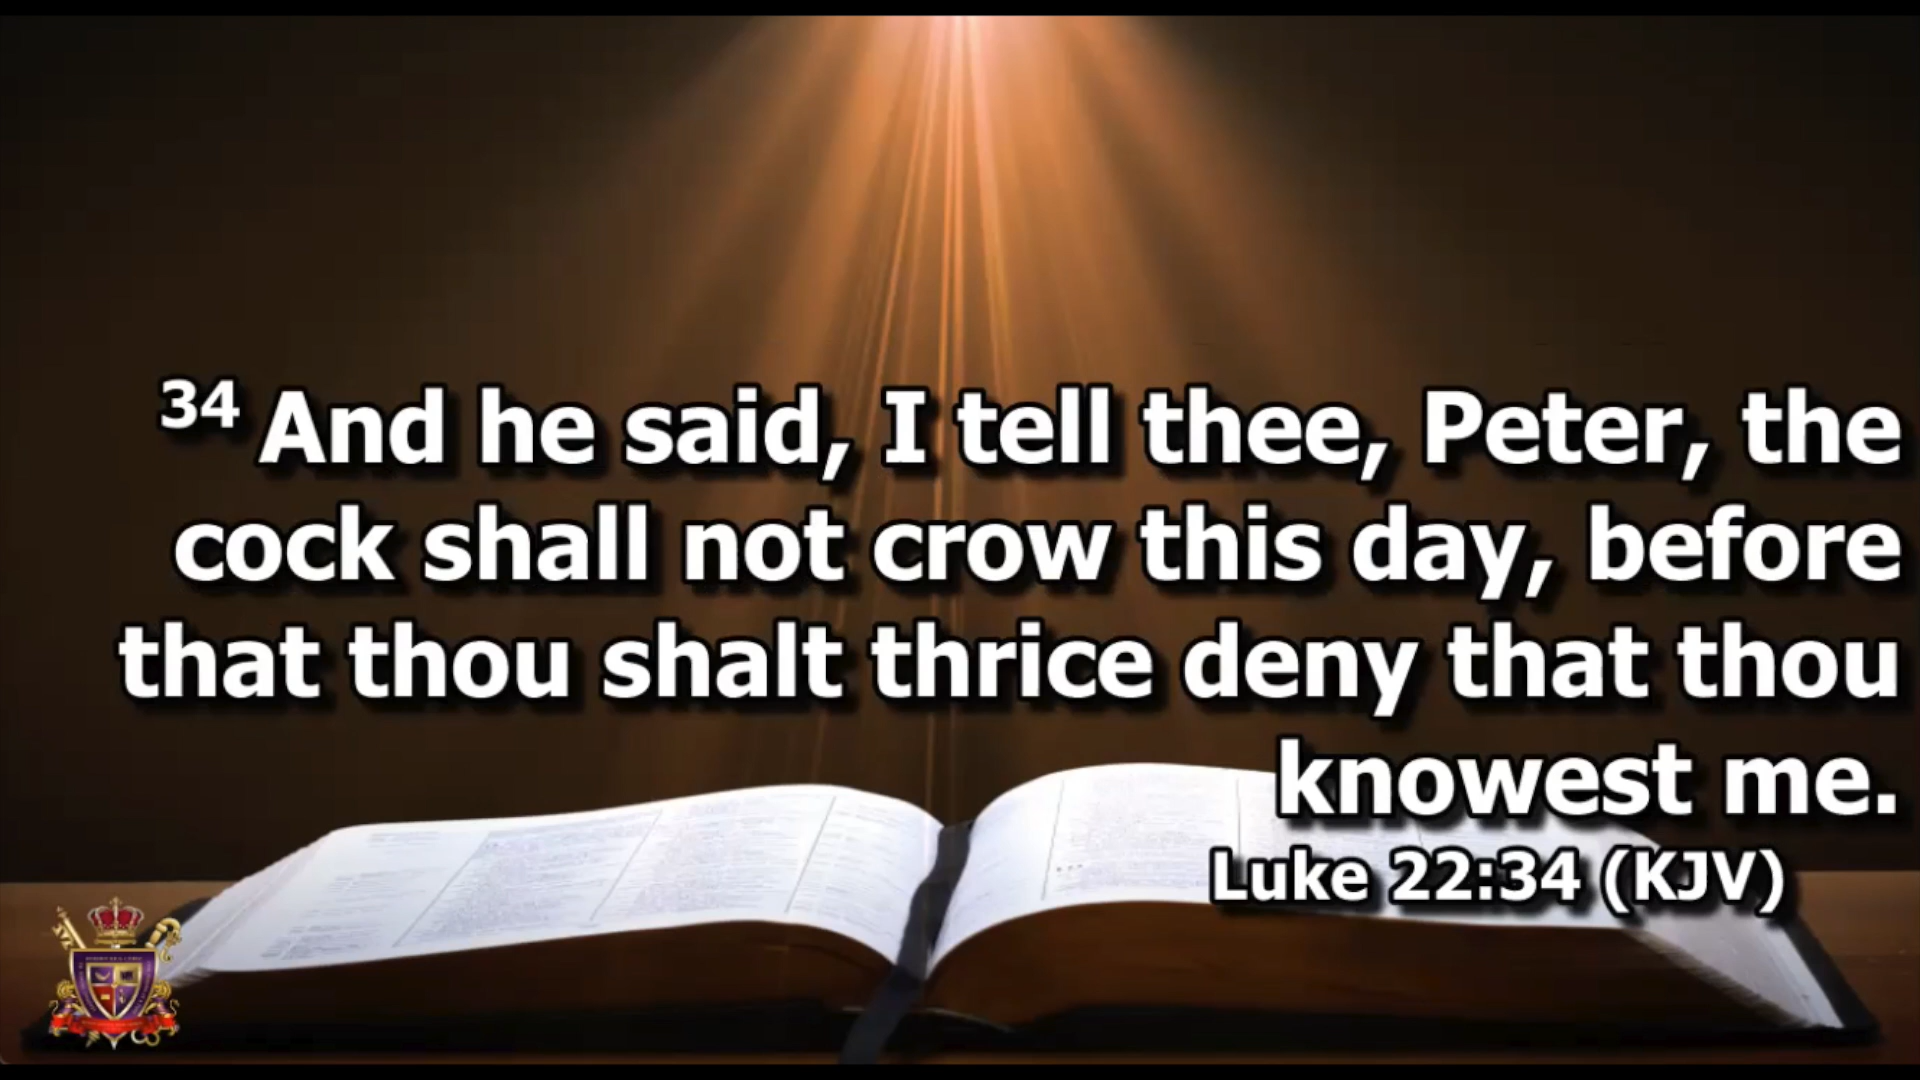 34 And he said, I tell thee, Peter, the
cock shall not crow this day, before
that thou shalt thrice deny that thou
knowest me.
Luke 22:34 (KJV)